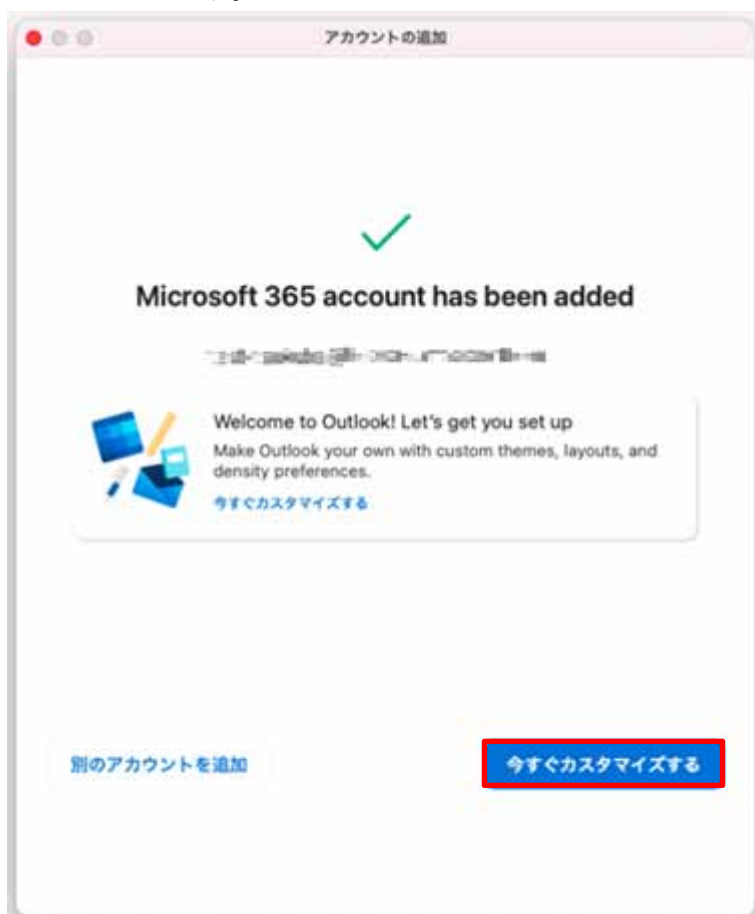 アカウントの追加
Microsoft 365 account has been added
Welcome to Outlook! Let's get you set up
Make Outlook your own with custom themes, layouts, and
density preferences.
今すぐカスタマイズする
別のアカウントを追加
今すぐカスタマイズする